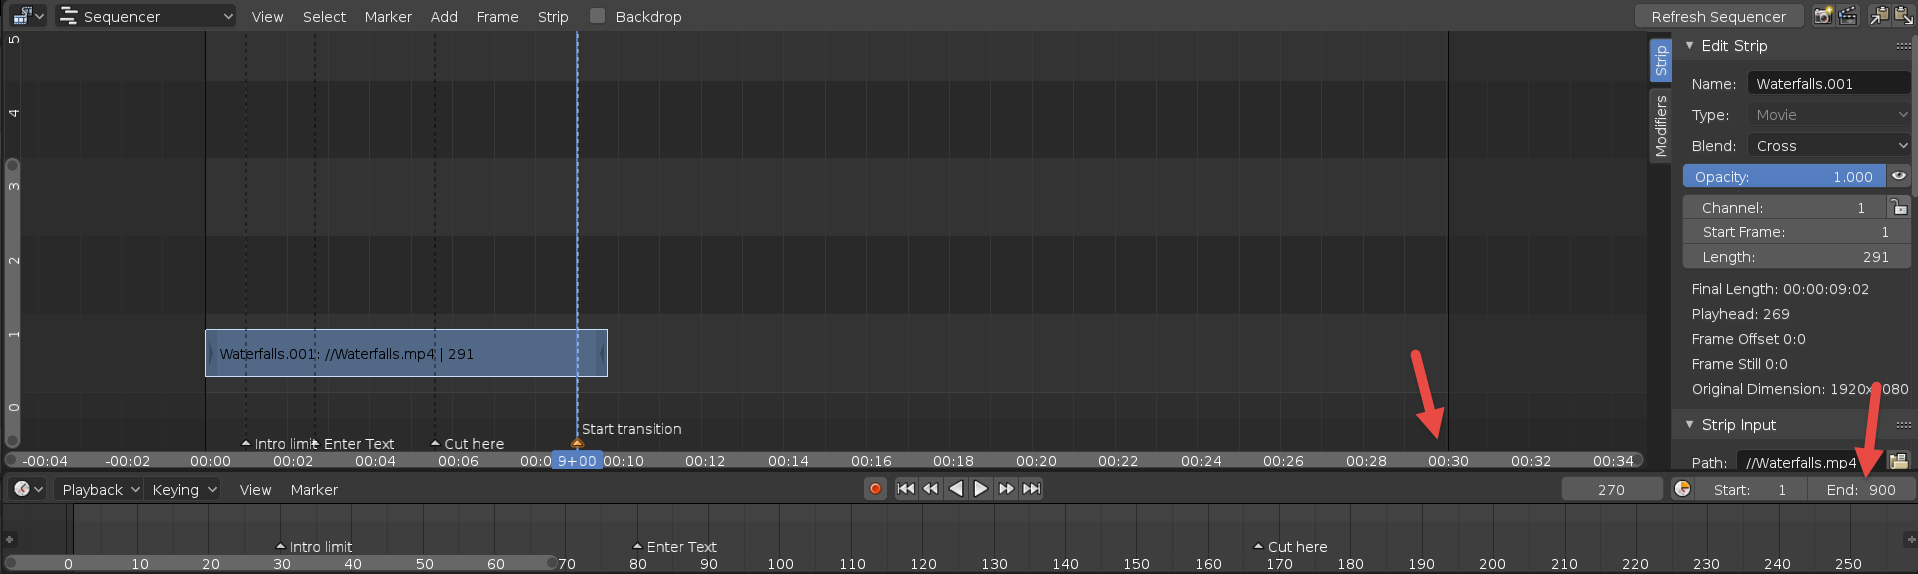 Sequencer View Select Marker Add Frame Strip Backdrop Refresh Sequencer
5
4
3
2
1
0
Waterfalls.001: //Waterfalls.mp4 | 291
Start transition
Intro limit Enter Text Cut here
-00:04 -00:02 00:00 00:02 00:04 00:06 00:0 9+00 00:10 00:12 00:14 00:16 00:18 00:20 00:22 00:24 00:26 00:28 00:30 00:32 00:34
Strip
Modifiers
Edit Strip
Name: Waterfalls.001
Type: Movie
Blend: Cross
Opacity: 1.000
Channel: 1
Start Frame: 1
Length: 291
Final Length: 00:00:09:02
Playhead: 269
Frame Offset 0:0
Frame Still 0:0
Original Dimension: 1920x1080
Strip Input
Path: //Waterfalls.mp4
Playback Keying View Marker 270 Start: 1 End: 900
Intro limit Enter Text Cut here
0 10 20 30 40 50 60 70 80 90 100 110 120 130 140 150 160 170 180 190 200 210 220 230 240 250